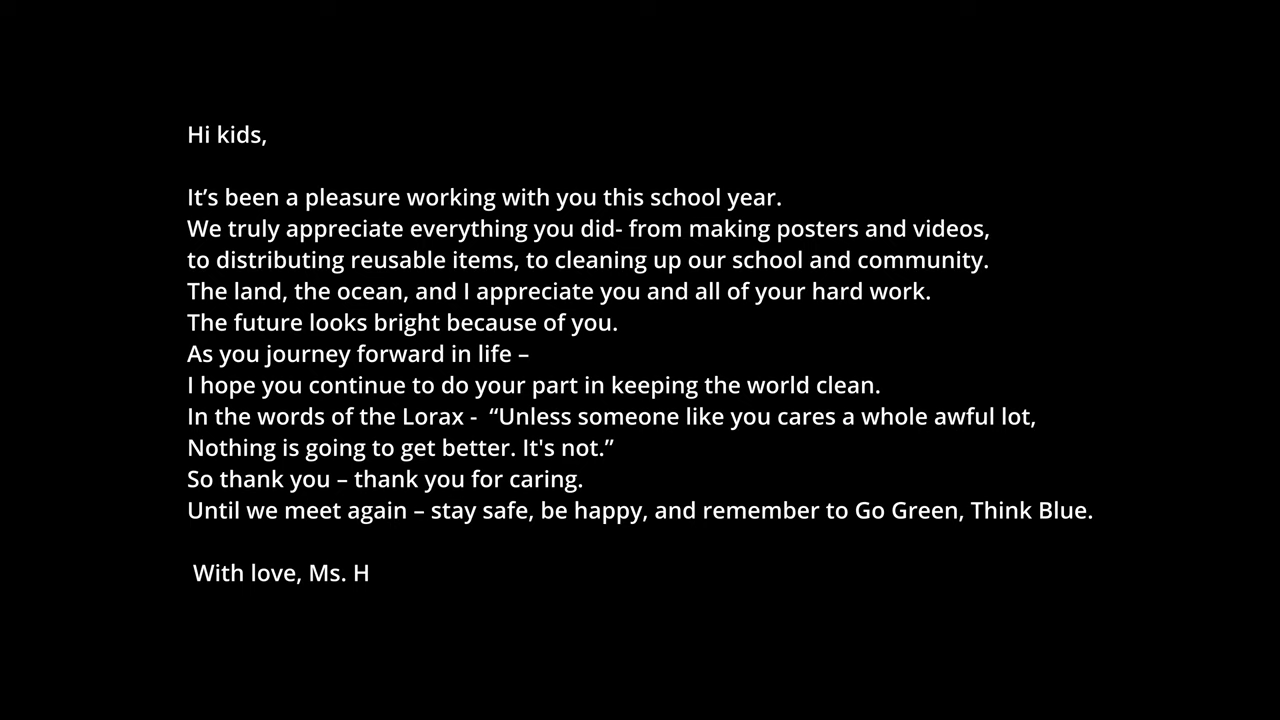 Hi kids,
It’s been a pleasure working with you this school year.
We truly appreciate everything you did- from making posters and videos,
to distributing reusable items, to cleaning up our school and community.
The land, the ocean, and I appreciate you and all of your hard work.
The future looks bright because of you.
As you journey forward in life –
I hope you continue to do your part in keeping the world clean.
In the words of the Lorax -  “Unless someone like you cares a whole awful lot,
Nothing is going to get better. It's not.”
So thank you – thank you for caring.
Until we meet again – stay safe, be happy, and remember to Go Green, Think Blue.
With love, Ms. H